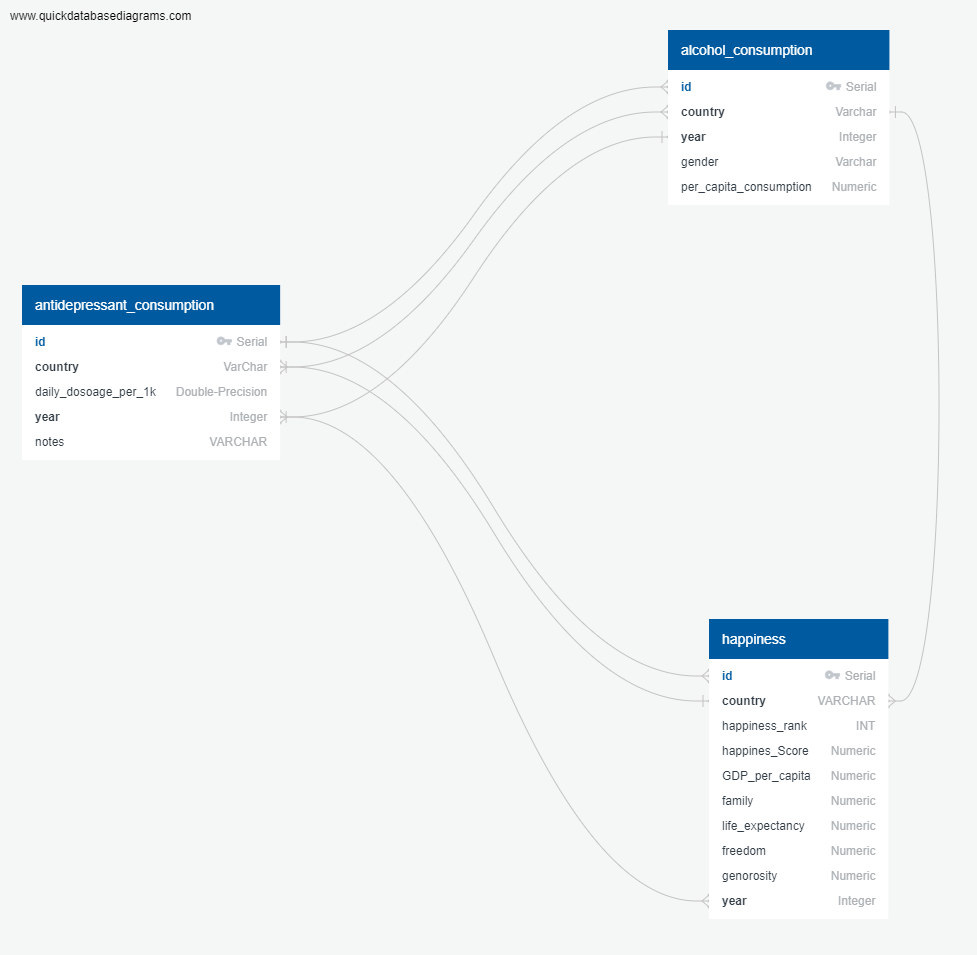 www.quickdatabasediagrams.com
alcohol_consumption
id Serial
country Varchar
year Integer
gender Varchar
per_capita_consumption Numeric
antidepressant_consumption
id Serial
country VarChar
daily_dosoage_per_1k Double-Precision
year Integer
notes VARCHAR
happiness
id Serial
country VARCHAR
happiness_rank INT
happines_Score Numeric
GDP_per_capita Numeric
family Numeric
life_expectancy Numeric
freedom Numeric
genorosity Numeric
year Integer